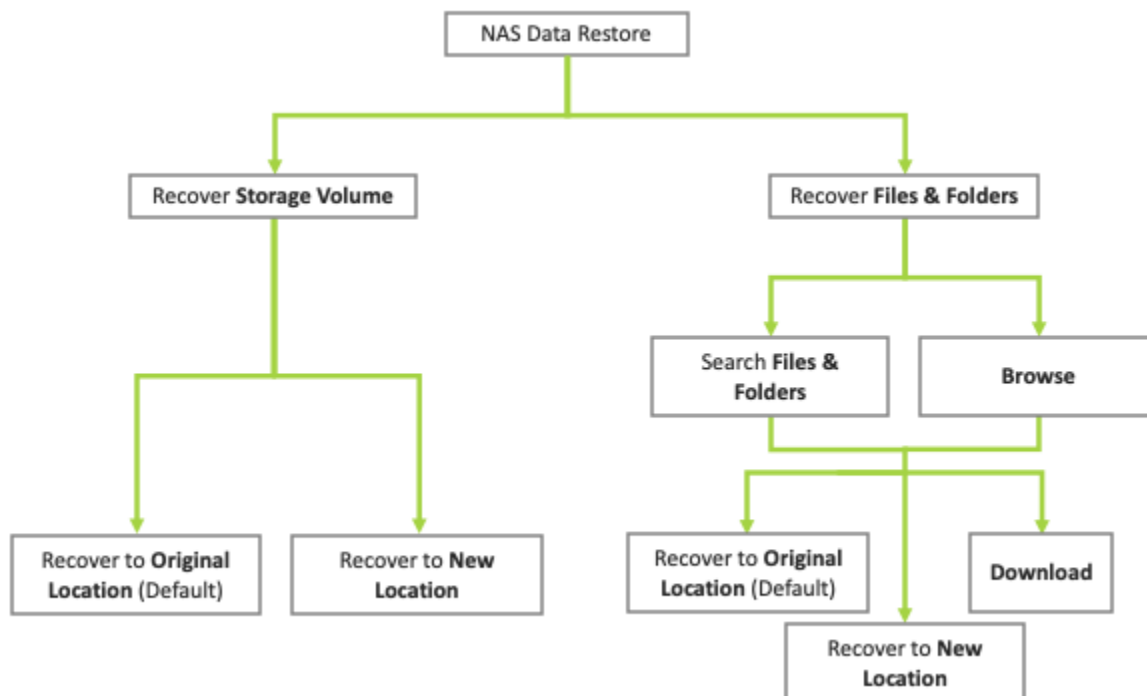 NAS Data Restore
Recover Storage Volume
Recover Files & Folders
Search Files &
Folders
Browse
Recover to Original
Location (Default)
Recover to New
Location
Recover to Original
Location (Default)
Download
Recover to New
Location